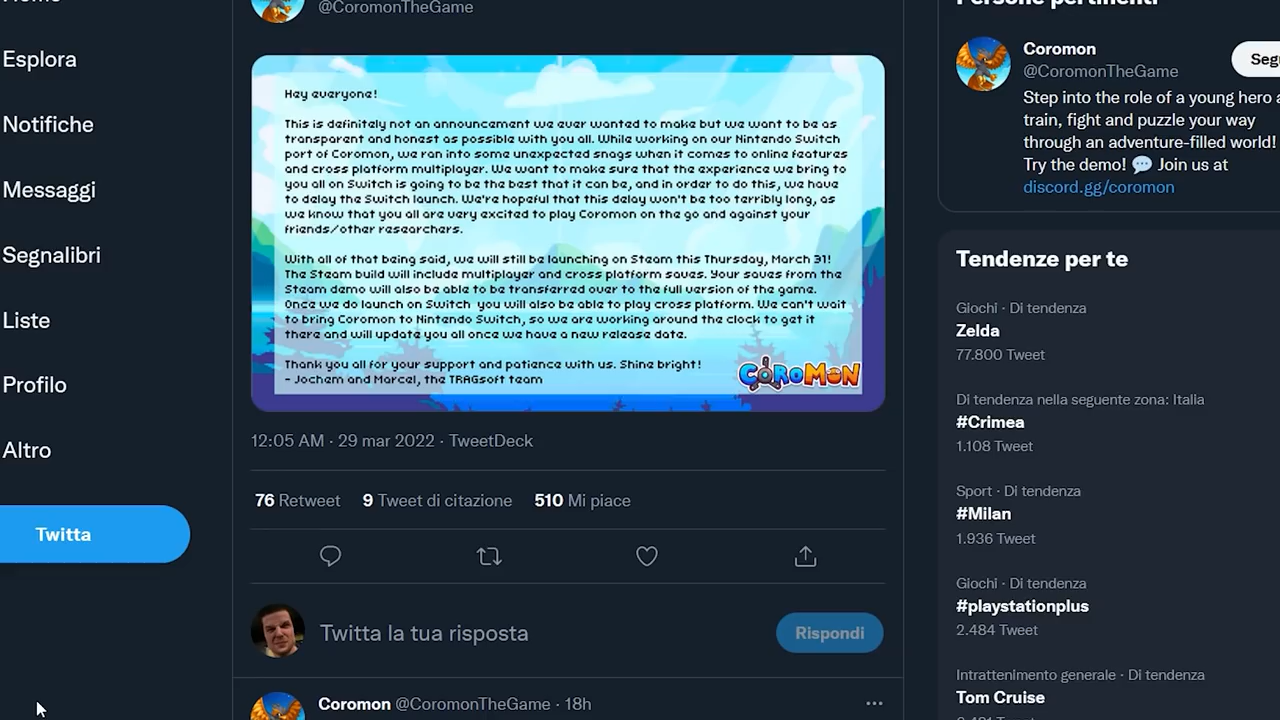 Esplora
Notifiche
Messaggi
Segnalibri
Liste
Profilo
Altro
Twitta
@CoromonTheGame
Hey everyone!
This is definitely not an announcement we ever wanted to make but we want to be as
transparent and honest as possible with you all. While working on our Nintendo Switch
port of Coromon, we ran into some unexpected snags when it comes to online features
and cross platform multiplayer. We want to make sure that the experience we bring to
you all on Switch is going to be the best that it can be, and in order to do this, we have
to delay the Switch launch. We're hopeful that this delay won't be too terribly long, as
we know that you all are very excited to play Coromon on the go and against your
friends/other researchers.
With all of that being said, we will still be launching on Steam this Thursday, March 31!
The Steam build will include multiplayer and cross platform saves. Your saves from the
Steam demo will also be able to be transferred over to the full version of the game.
Once we do launch on Switch you will also be able to play cross platform. We can't wait
to bring Coromon to Nintendo Switch, so we are working around the clock to get it
there and will update you all once we have a new release date.
Thank you all for your support and patience with us. Shine bright!
- Jochem and Marcel, the TRAGsoft team
COROMON
12:05 AM · 29 mar 2022 · TweetDeck
76 Retweet 9 Tweet di citazione 510 Mi piace
Twitta la tua risposta
Rispondi
Coromon @CoromonTheGame · 18h
Persone pertinenti
Coromon
@CoromonTheGame
Step into the role of a young hero
train, fight and puzzle your way
through an adventure-filled world!
Try the demo! Join us at
discord.gg/coromon
Tendenze per te
Giochi · Di tendenza
Zelda
77.800 Tweet
Di tendenza nella seguente zona: Italia
#Crimea
1.108 Tweet
Sport · Di tendenza
#Milan
1.936 Tweet
Giochi · Di tendenza
#playstationplus
2.484 Tweet
Intrattenimento generale · Di tendenza
Tom Cruise